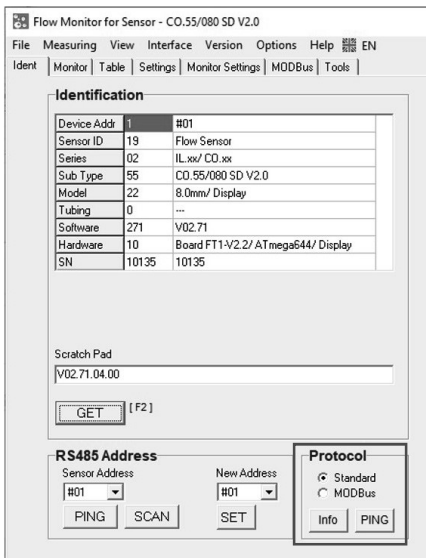 Flow Monitor for Sensor - CO.55/080 SD V2.0
File Measuring View Interface Version Options Help EN
Ident Monitor Table Settings Monitor Settings MODBus Tools
Identification
Device Addr 1 #01
Sensor ID 19 Flow Sensor
Series 02 IL.xx/ CO.xx
Sub Type 55 CO.55/080 SD V2.0
Model 22 8.0mm/ Display
Tubing 0 ---
Software 271 V02.71
Hardware 10 Board FT1-V2.2/ ATmega644/ Display
SN 10135 10135
Scratch Pad
V02.71.04.00
GET [F2]
RS485 Address
Sensor Address New Address
#01 #01
PING SCAN SET
Protocol
Standard
MODBus
Info PING